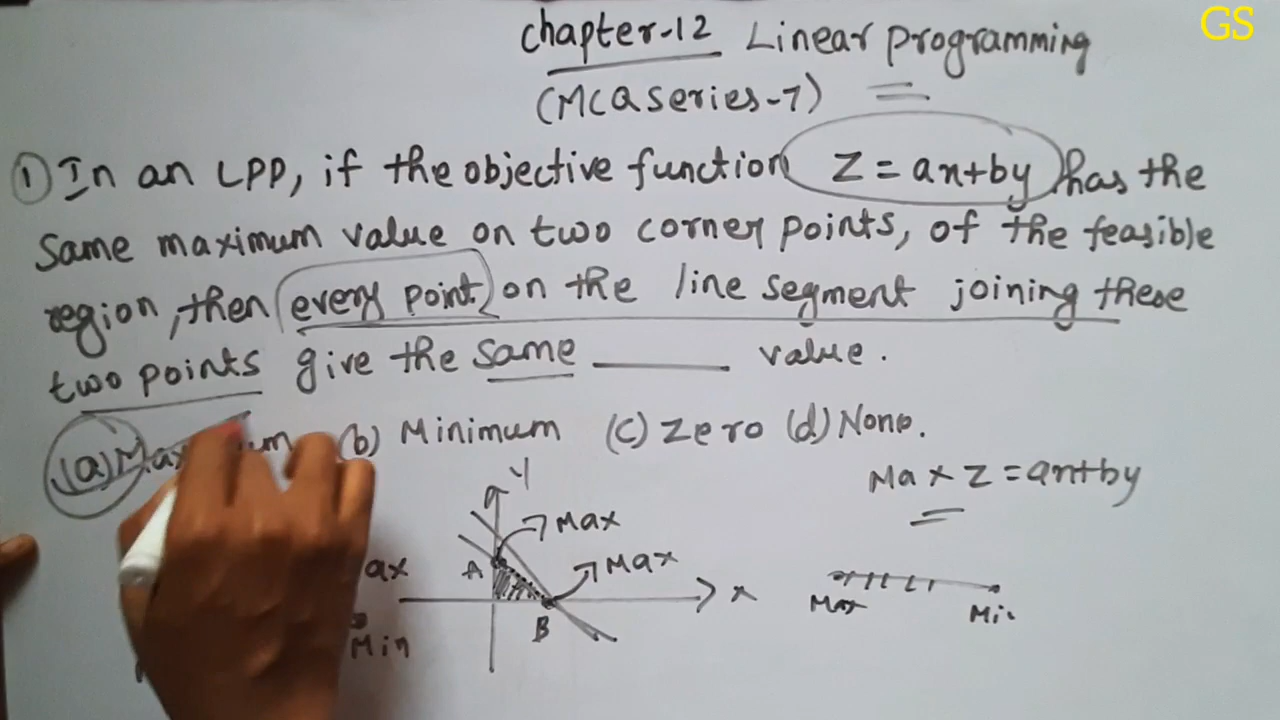 GS
Chapter-12 Linear programming
(MCQ Series-7)
① In an LPP, if the objective function Z = ax+by has the
same maximum value on two corner points, of the feasible
region, then every point on the line segment joining these
two points give the same ______ value.
(b) Minimum (c) Zero (d) None.
Max Z = ax+by
Y
Max
A
Max
x
B
Min
Max